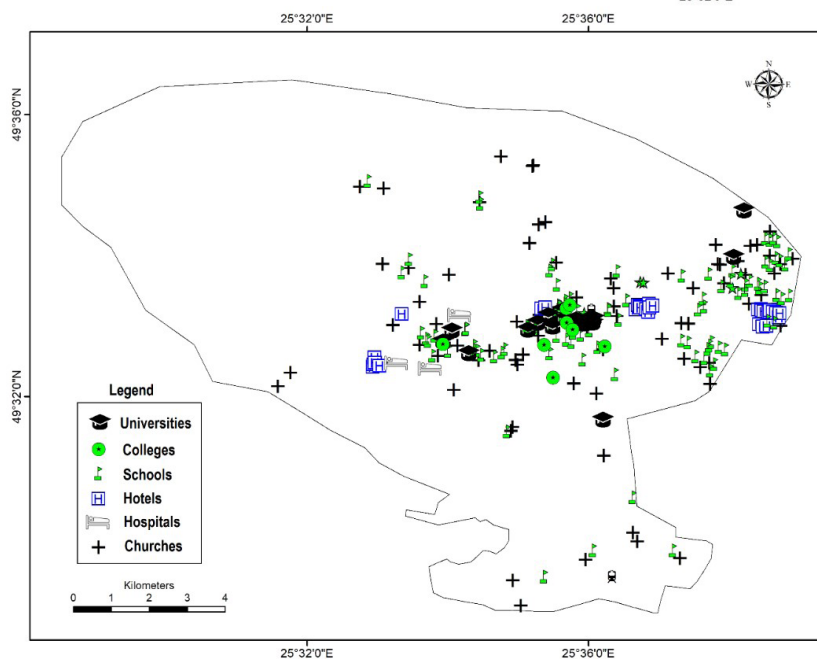 25°32'0"E 25°36'0"E
N
W E
S
49°36'0"N
49°32'0"N
Legend
Universities
Colleges
Schools
H Hotels
Hospitals
Churches
Kilometers
0 1 2 3 4
25°32'0"E 25°36'0"E